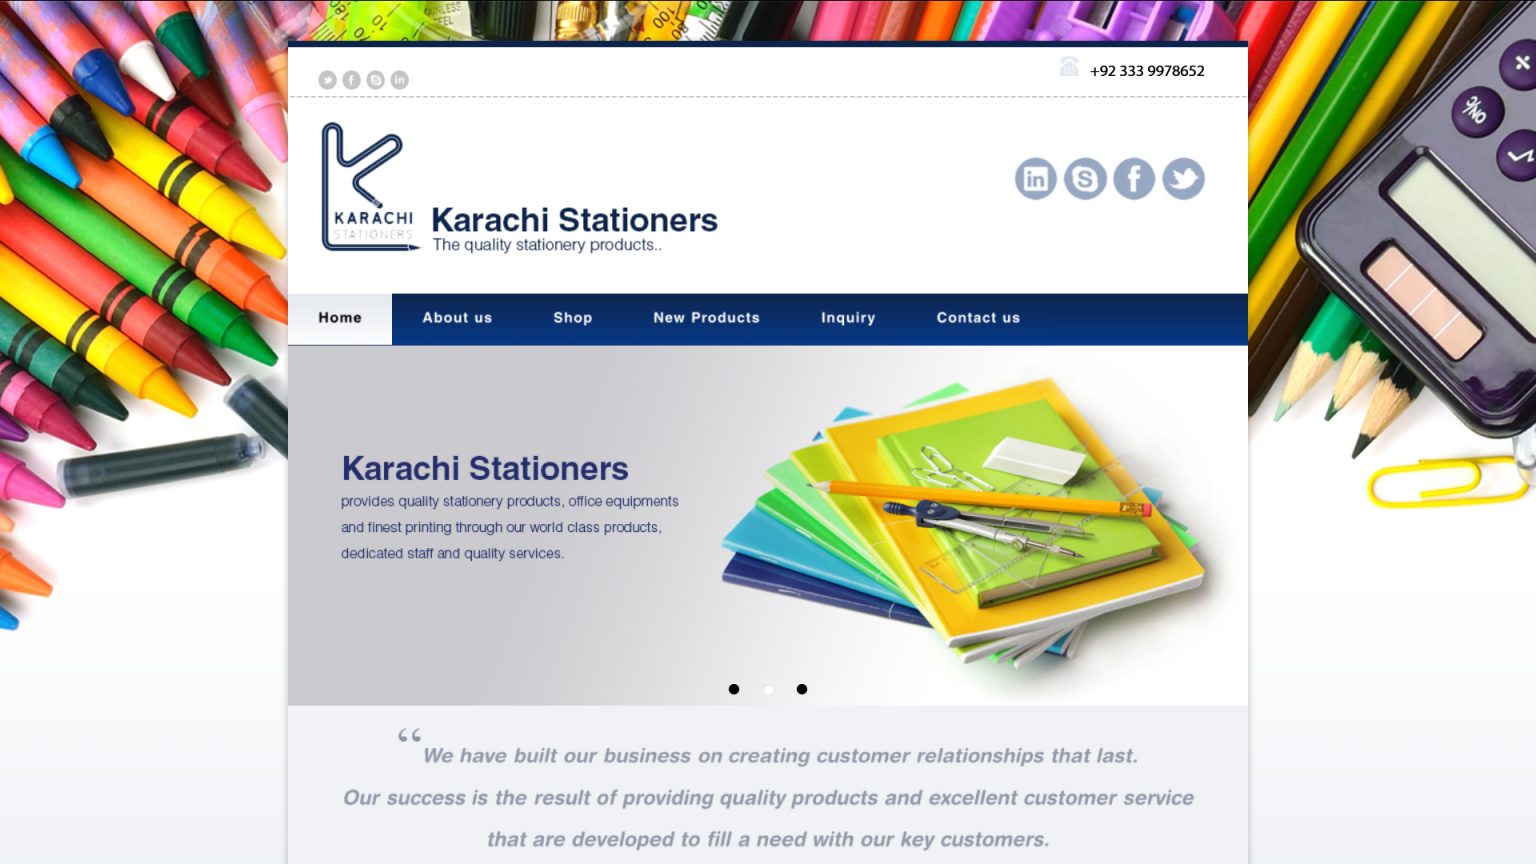 +92 333 9978652
KARACHI
STATIONERS
Karachi Stationers
The quality stationery products..
Home
About us
Shop
New Products
Inquiry
Contact us
Karachi Stationers
provides quality stationery products, office equipments
and finest printing through our world class products,
dedicated staff and quality services.
“We have built our business on creating customer relationships that last.
Our success is the result of providing quality products and excellent customer service
that are developed to fill a need with our key customers.